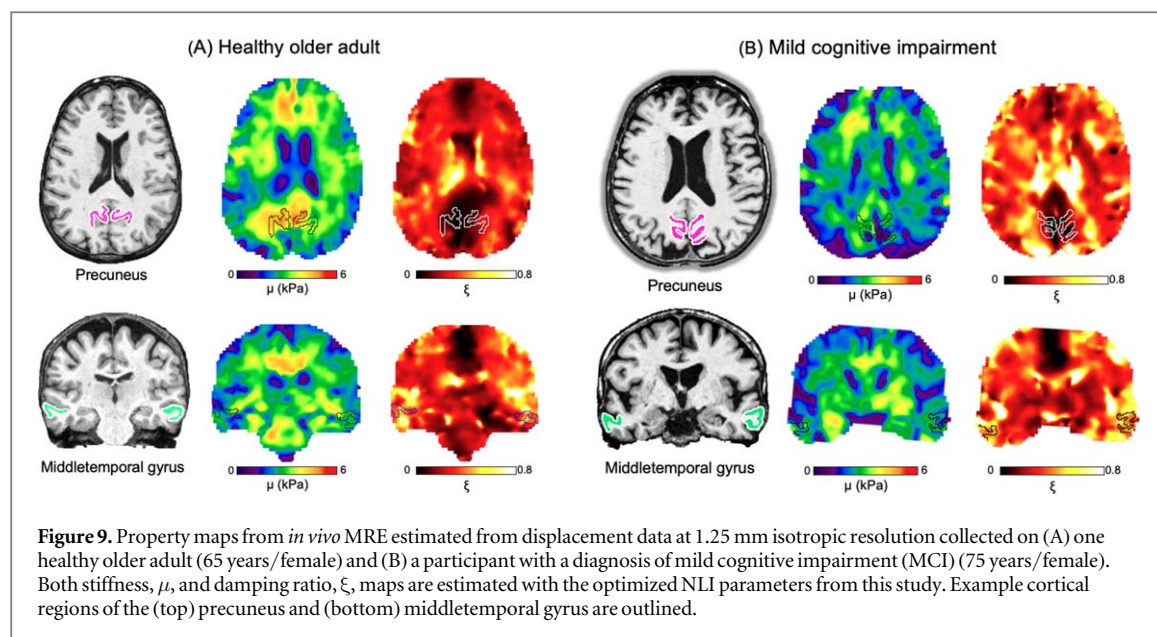 (A) Healthy older adult
(B) Mild cognitive impairment
Precuneus
0 6
μ (kPa)
0 0.8
ξ
Precuneus
0 6
μ (kPa)
0 0.8
ξ
Middletemporal gyrus
0 6
μ (kPa)
0 0.8
ξ
Middletemporal gyrus
0 6
μ (kPa)
0 0.8
ξ
Figure 9. Property maps from in vivo MRE estimated from displacement data at 1.25 mm isotropic resolution collected on (A) one
healthy older adult (65 years/female) and (B) a participant with a diagnosis of mild cognitive impairment (MCI) (75 years/female).
Both stiffness, μ, and damping ratio, ξ, maps are estimated with the optimized NLI parameters from this study. Example cortical
regions of the (top) precuneus and (bottom) middletemporal gyrus are outlined.